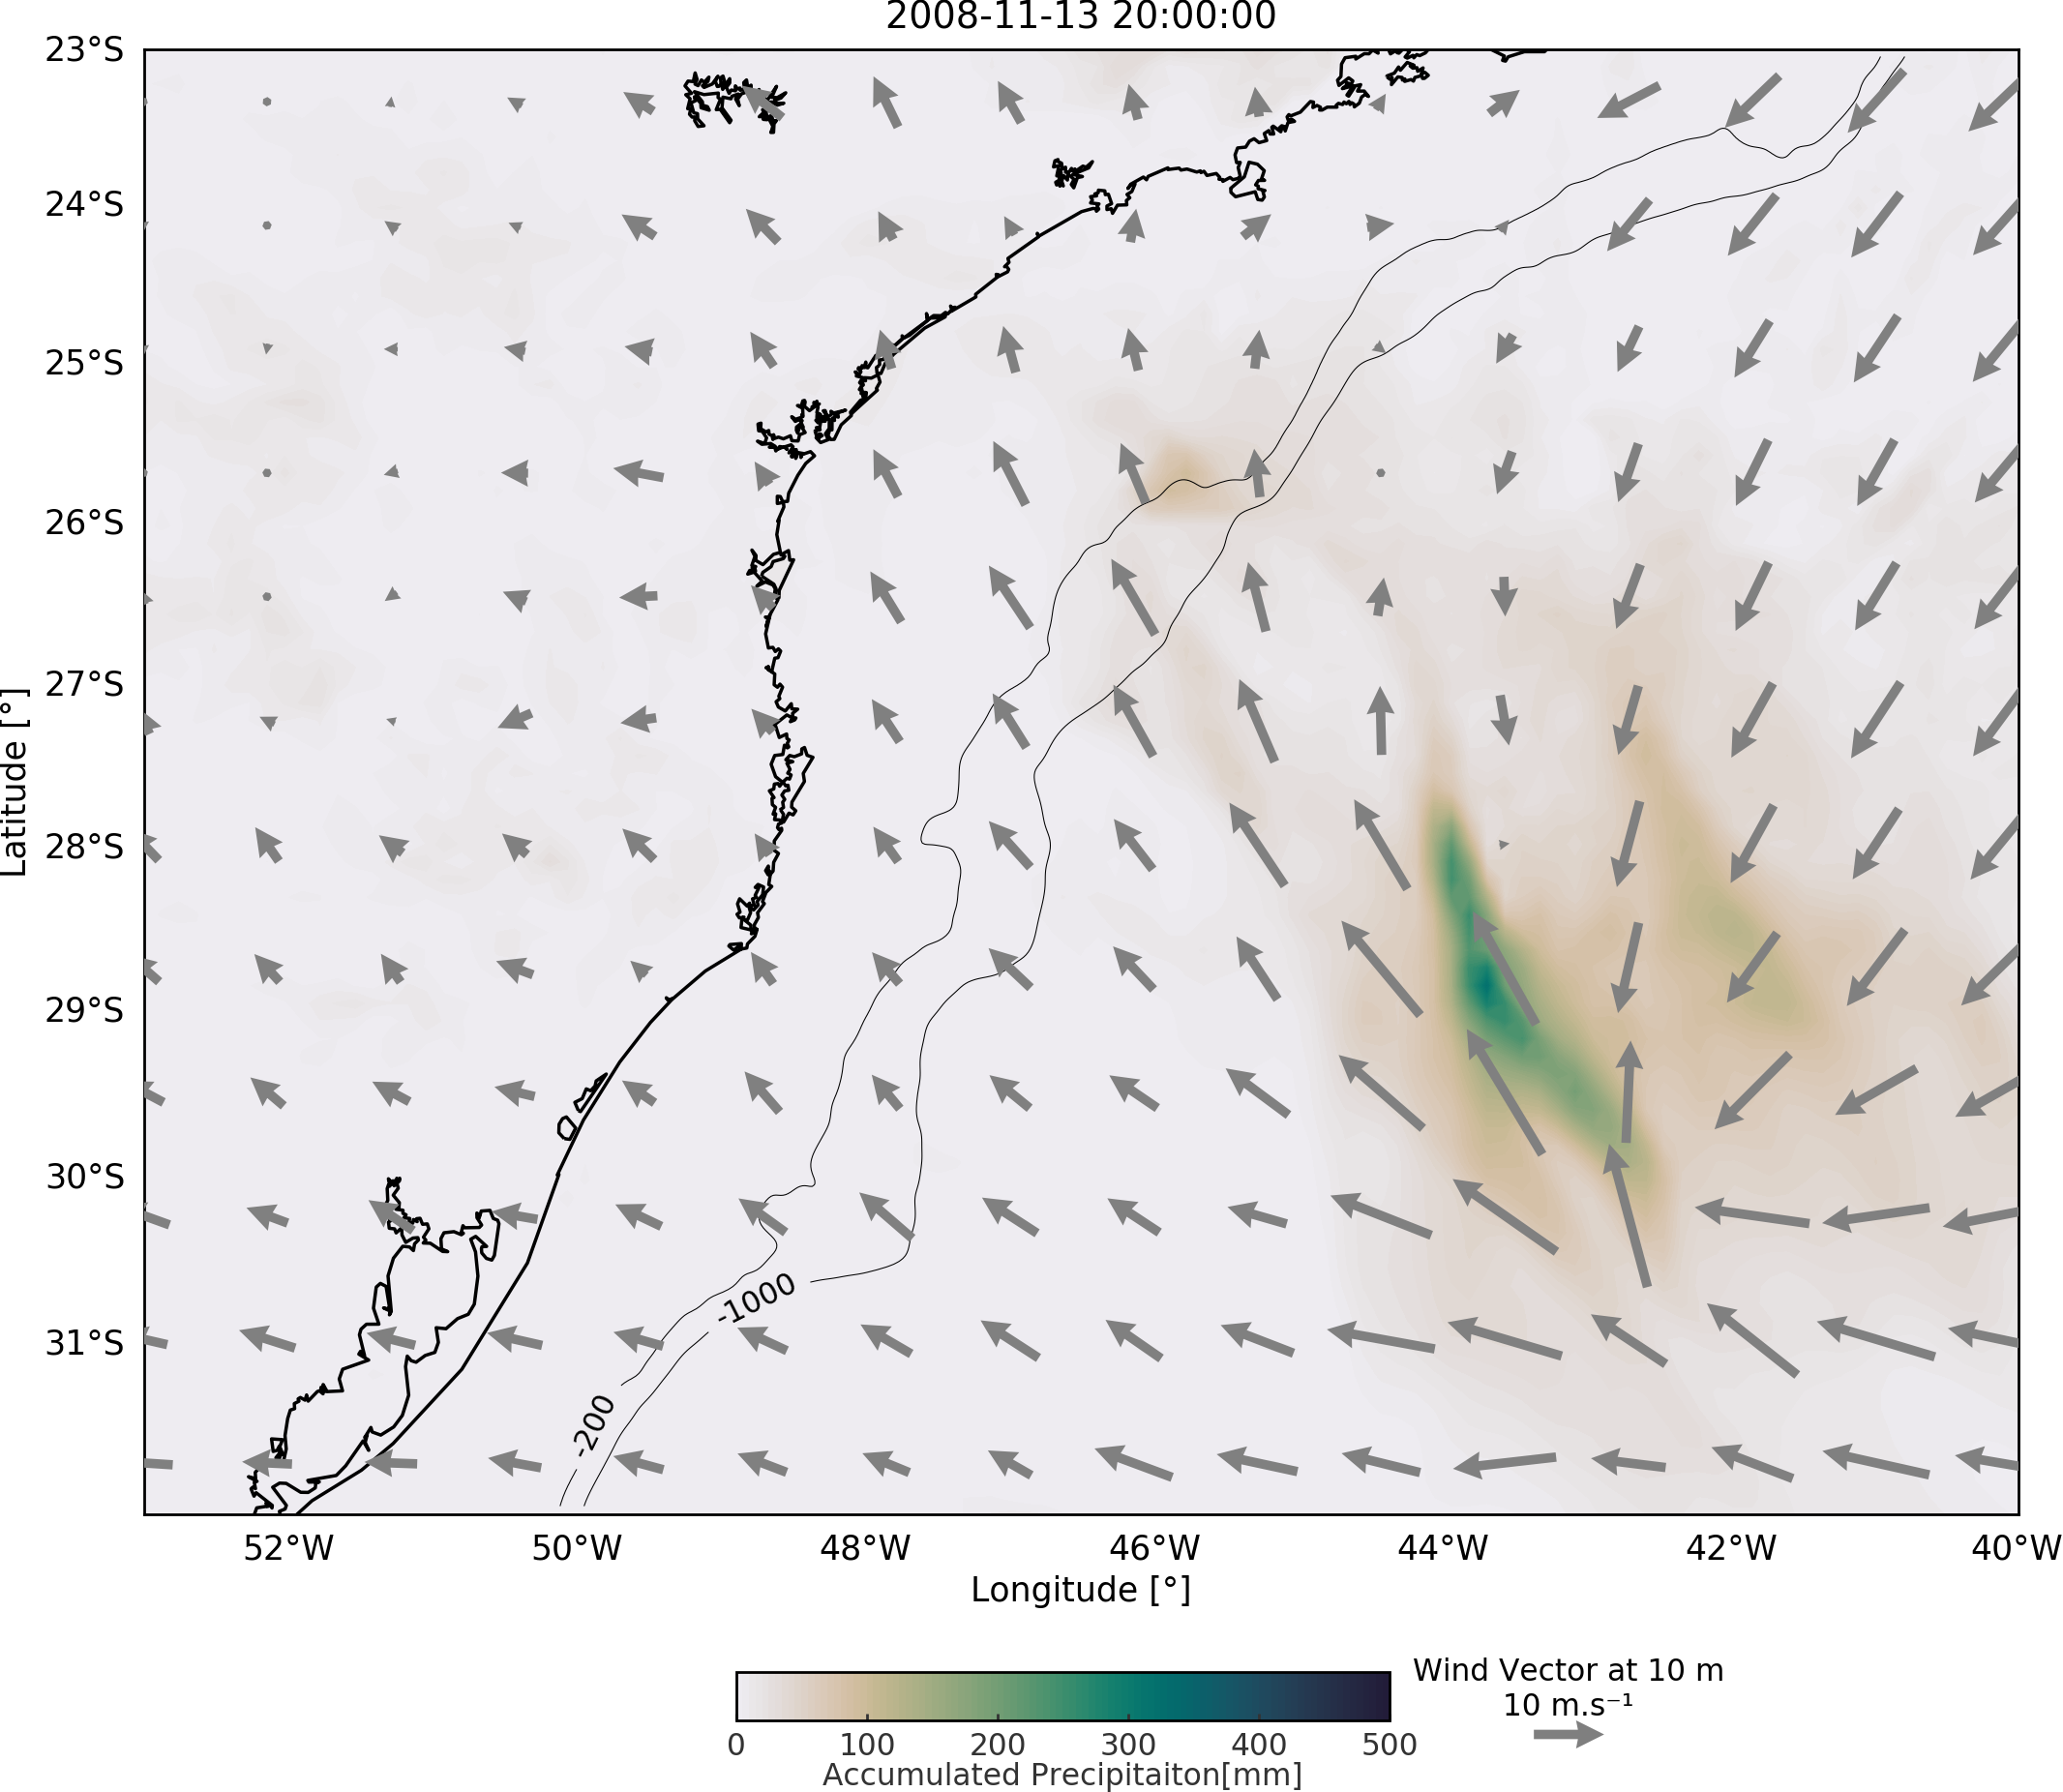 2008-11-13 20:00:00
23°S
24°S
25°S
26°S
27°S
28°S
29°S
30°S
31°S
Latitude [°]
-1000
-200
52°W 50°W 48°W 46°W 44°W 42°W 40°W
Longitude [°]
Wind Vector at 10 m
10 m.s⁻¹
0 100 200 300 400 500
Accumulated Precipitaiton[mm]